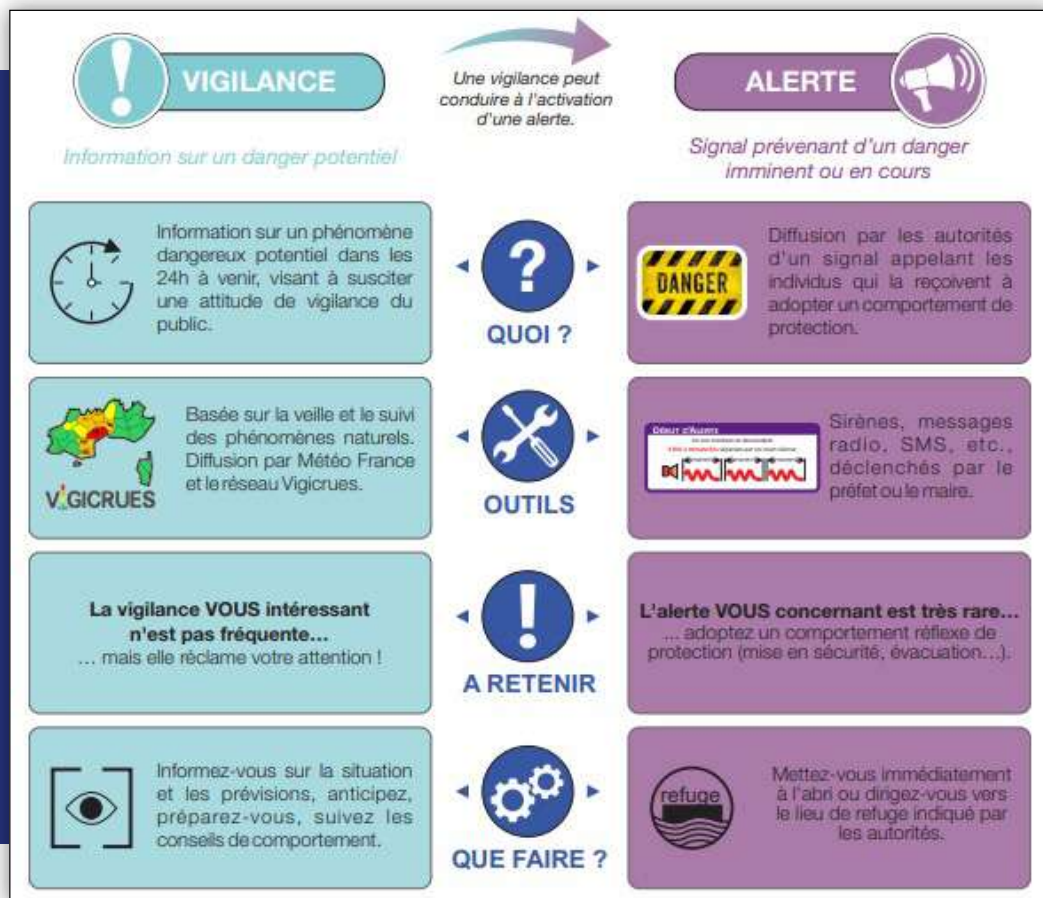 VIGILANCE
Information sur un danger potentiel
Une vigilance peut
conduire à l'activation
d'une alerte.
ALERTE
Signal prévenant d'un danger
imminent ou en cours
Information sur un phénomène
dangereux potentiel dans les
24h à venir, visant à susciter
une attitude de vigilance du
public.
?
QUOI ?
DANGER
Diffusion par les autorités
d'un signal appelant les
individus qui la reçoivent à
adopter un comportement de
protection.
VIGICRUES
Basée sur la veille et le suivi
des phénomènes naturels.
Diffusion par Météo France
et le réseau Vigicrues.
OUTILS
DÉBUT D'ALERTE
Sirènes, messages
radio, SMS, etc.,
déclenchés par le
préfet ou le maire.
La vigilance VOUS intéressant
n'est pas fréquente...
... mais elle réclame votre attention !
!
A RETENIR
L'alerte VOUS concernant est très rare...
... adoptez un comportement réflexe de
protection (mise en sécurité, évacuation...).
Informez-vous sur la situation
et les prévisions, anticipez,
préparez-vous, suivez les
conseils de comportement.
QUE FAIRE ?
refuge
Mettez-vous immédiatement
à l'abri ou dirigez-vous vers
le lieu de refuge indiqué par
les autorités.